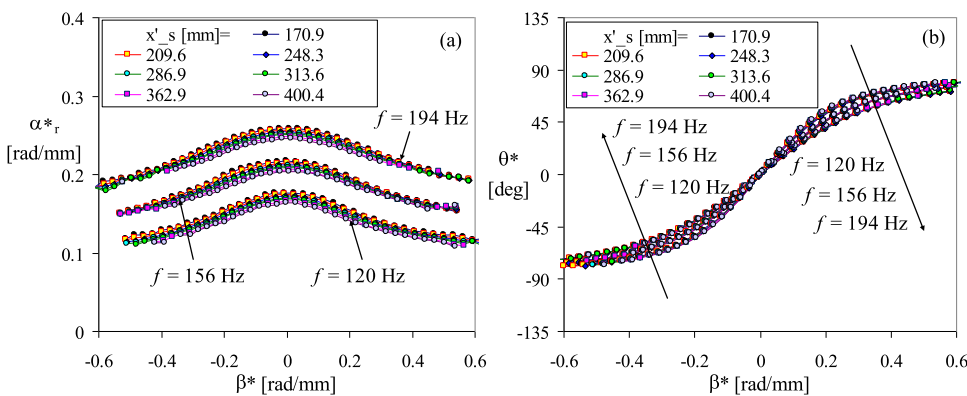 0.4
0.3
0.2
0.1
0
α*r
[rad/mm]
x'_s [mm]=
170.9
209.6
248.3
286.9
313.6
362.9
400.4
(a)
f = 194 Hz
f = 156 Hz
f = 120 Hz
-0.6 -0.4 -0.2 0 0.2 0.4 0.6
β* [rad/mm]
135
90
45
0
-45
-90
-135
θ*
[deg]
x'_s [mm]=
170.9
209.6
248.3
286.9
313.6
362.9
400.4
(b)
f = 194 Hz
f = 156 Hz
f = 120 Hz
f = 120 Hz
f = 156 Hz
f = 194 Hz
-0.6 -0.4 -0.2 0 0.2 0.4 0.6
β* [rad/mm]